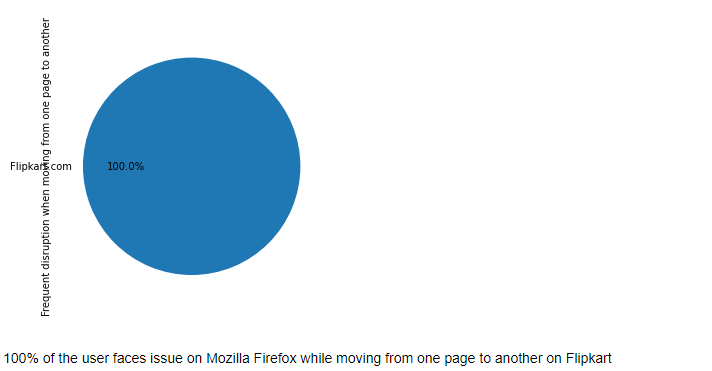 Frequent disruption when moving from one page to another
Flipkart.com
100.0%
100% of the user faces issue on Mozilla Firefox while moving from one page to another on Flipkart